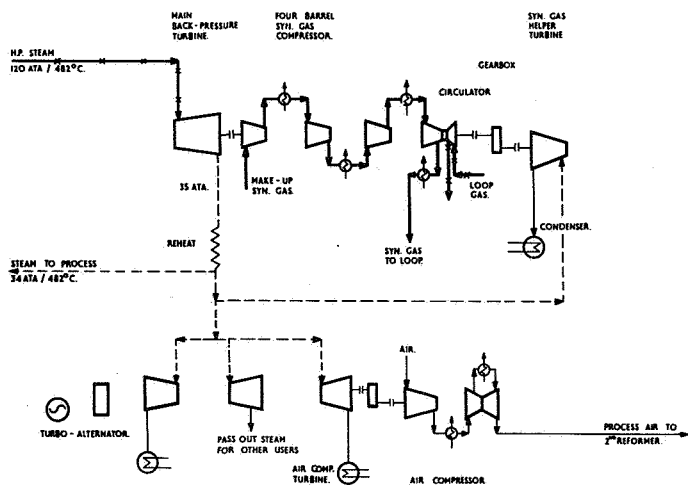 MAIN
BACK-PRESSURE
TURBINE.
FOUR BARREL
SYN. GAS
COMPRESSOR.
SYN. GAS
HELPER
TURBINE
H.P. STEAM
120 ATA / 482°C.
GEARBOX
CIRCULATOR
35 ATA.
MAKE-UP
SYN. GAS.
LOOP
GAS.
SYN. GAS
TO LOOP.
CONDENSER.
REHEAT
STEAM TO PROCESS
34 ATA / 482°C.
AIR.
TURBO-ALTERNATOR.
PASS OUT STEAM
FOR OTHER USERS
AIR COMP.
TURBINE.
AIR COMPRESSOR
PROCESS AIR TO
2ND REFORMER.